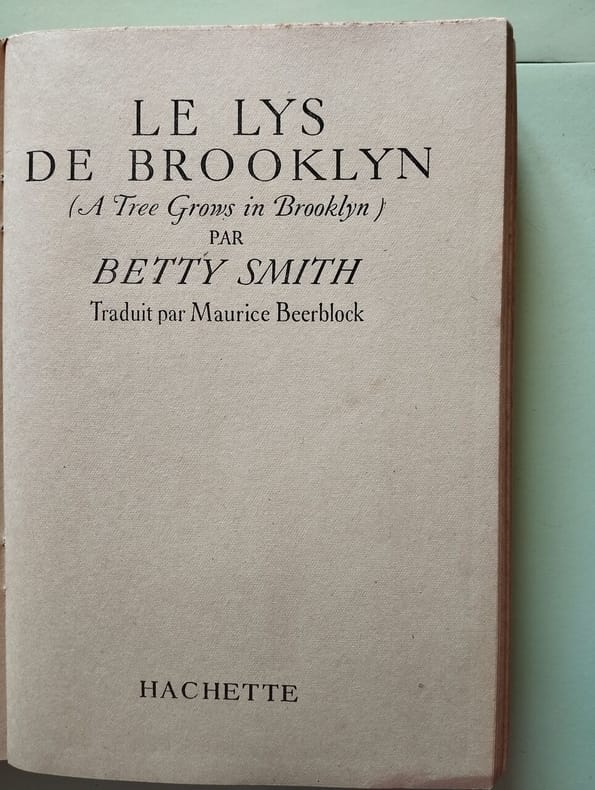 LE LYS
DE BROOKLYN
(A Tree Grows in Brooklyn)
PAR
BETTY SMITH
Traduit par Maurice Beerblock
HACHETTE